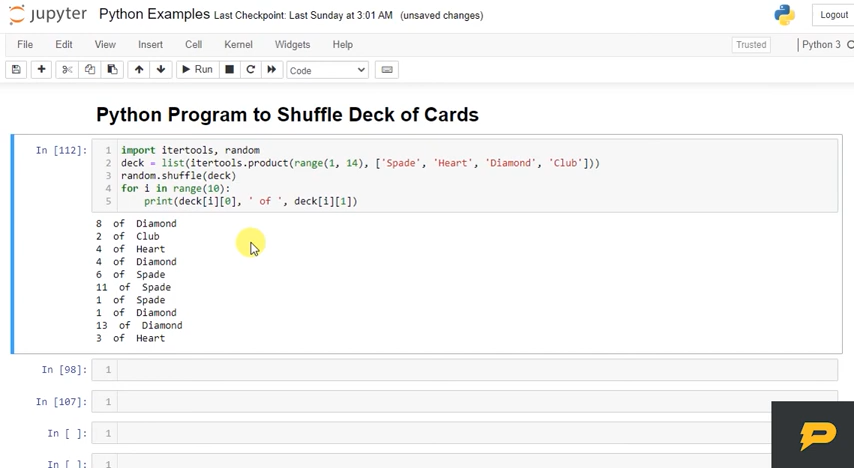 jupyter Python Examples Last Checkpoint: Last Sunday at 3:01 AM (unsaved changes) Logout
File Edit View Insert Cell Kernel Widgets Help Trusted Python 3
Run Code
Python Program to Shuffle Deck of Cards
In [112]: 1 import itertools, random
2 deck = list(itertools.product(range(1, 14), ['Spade', 'Heart', 'Diamond', 'Club']))
3 random.shuffle(deck)
4 for i in range(10):
5 print(deck[i][0], ' of ', deck[i][1])
8 of Diamond
2 of Club
4 of Heart
4 of Diamond
6 of Spade
11 of Spade
1 of Spade
1 of Diamond
13 of Diamond
3 of Heart
In [98]: 1
In [107]: 1
In [ ]: 1
In [ ]: 1